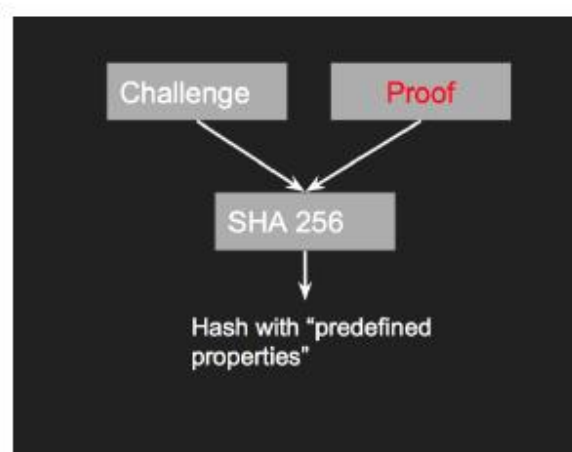 Challenge
Proof
SHA 256
Hash with “predefined
properties”